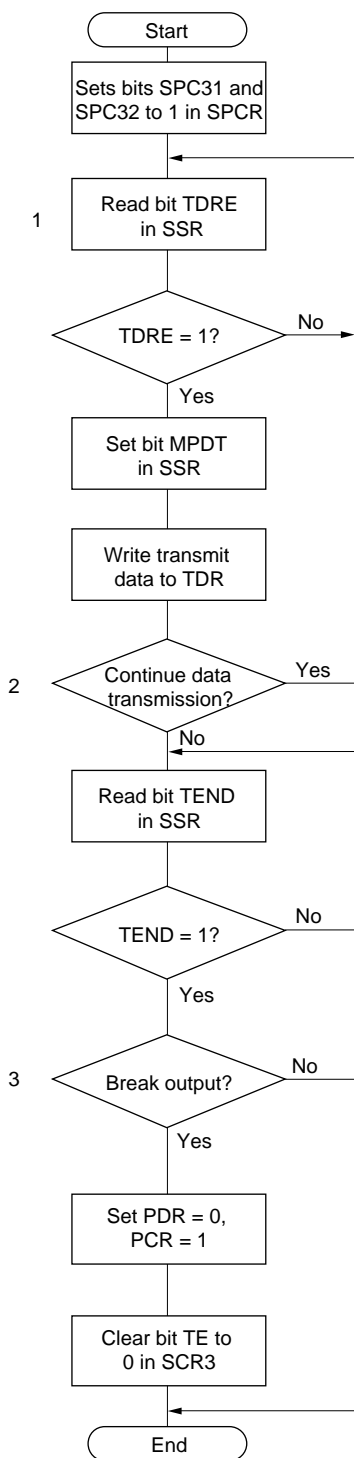 Start
Sets bits SPC31 and
SPC32 to 1 in SPCR
1
Read bit TDRE
in SSR
TDRE = 1?
No
Yes
Set bit MPDT
in SSR
Write transmit
data to TDR
2
Continue data
transmission?
Yes
No
Read bit TEND
in SSR
TEND = 1?
No
Yes
3
Break output?
No
Yes
Set PDR = 0,
PCR = 1
Clear bit TE to
0 in SCR3
End